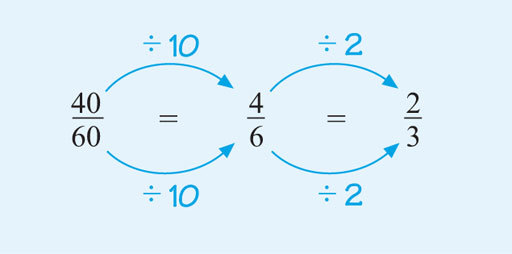 ÷ 10 ÷ 2
40/60 = 4/6 = 2/3
÷ 10 ÷ 2